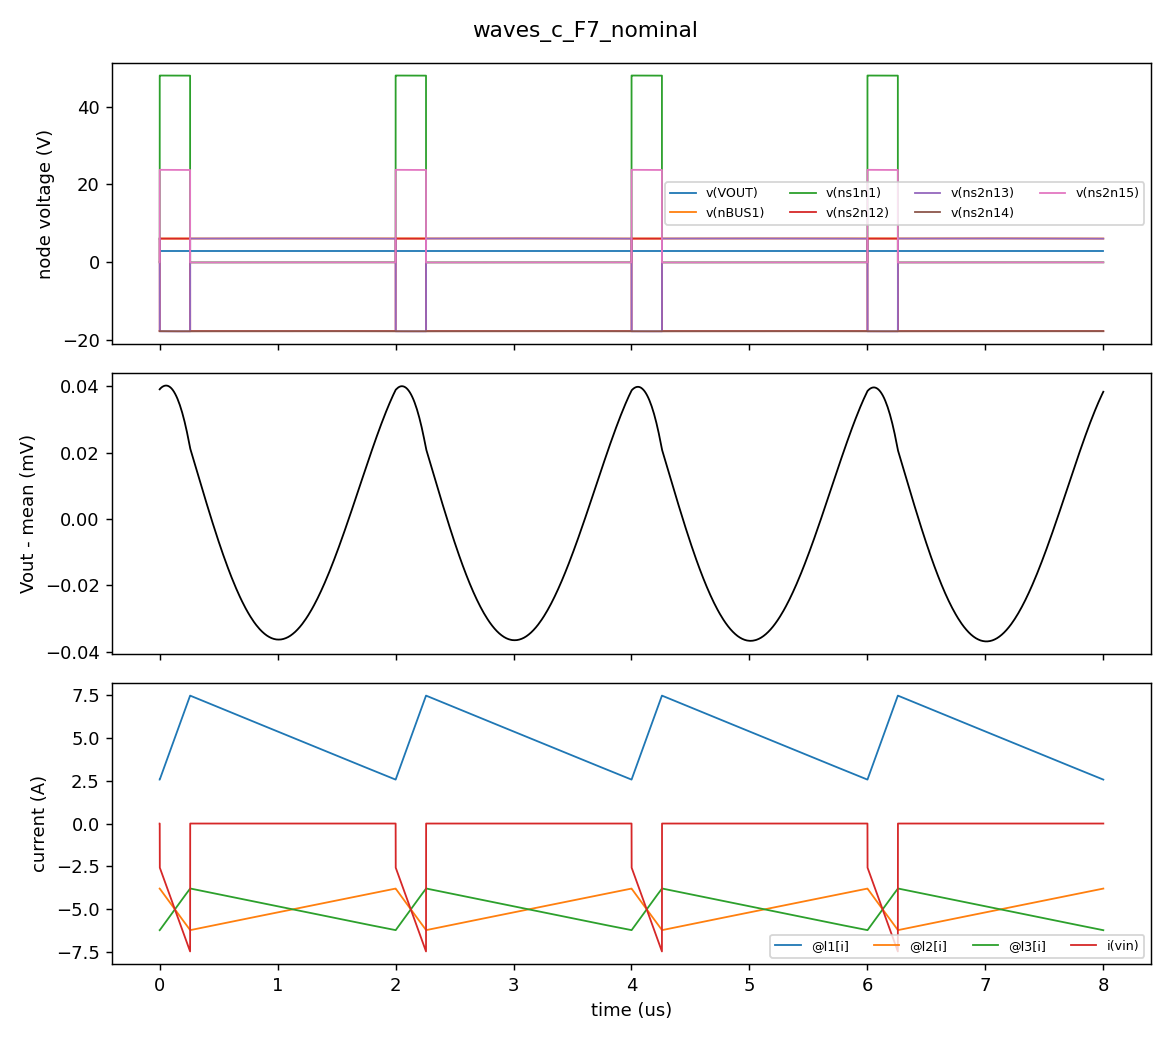 waves_c_F7_nominal
node voltage (V)
40
20
0
−20
v(VOUT) v(ns1n1) v(ns2n13) v(ns2n15)
v(nBUS1) v(ns2n12) v(ns2n14)
Vout - mean (mV)
0.04
0.02
0.00
−0.02
−0.04
current (A)
7.5
5.0
2.5
0.0
−2.5
−5.0
−7.5
@l1[i] @l2[i] @l3[i] i(vin)
0 1 2 3 4 5 6 7 8
time (us)